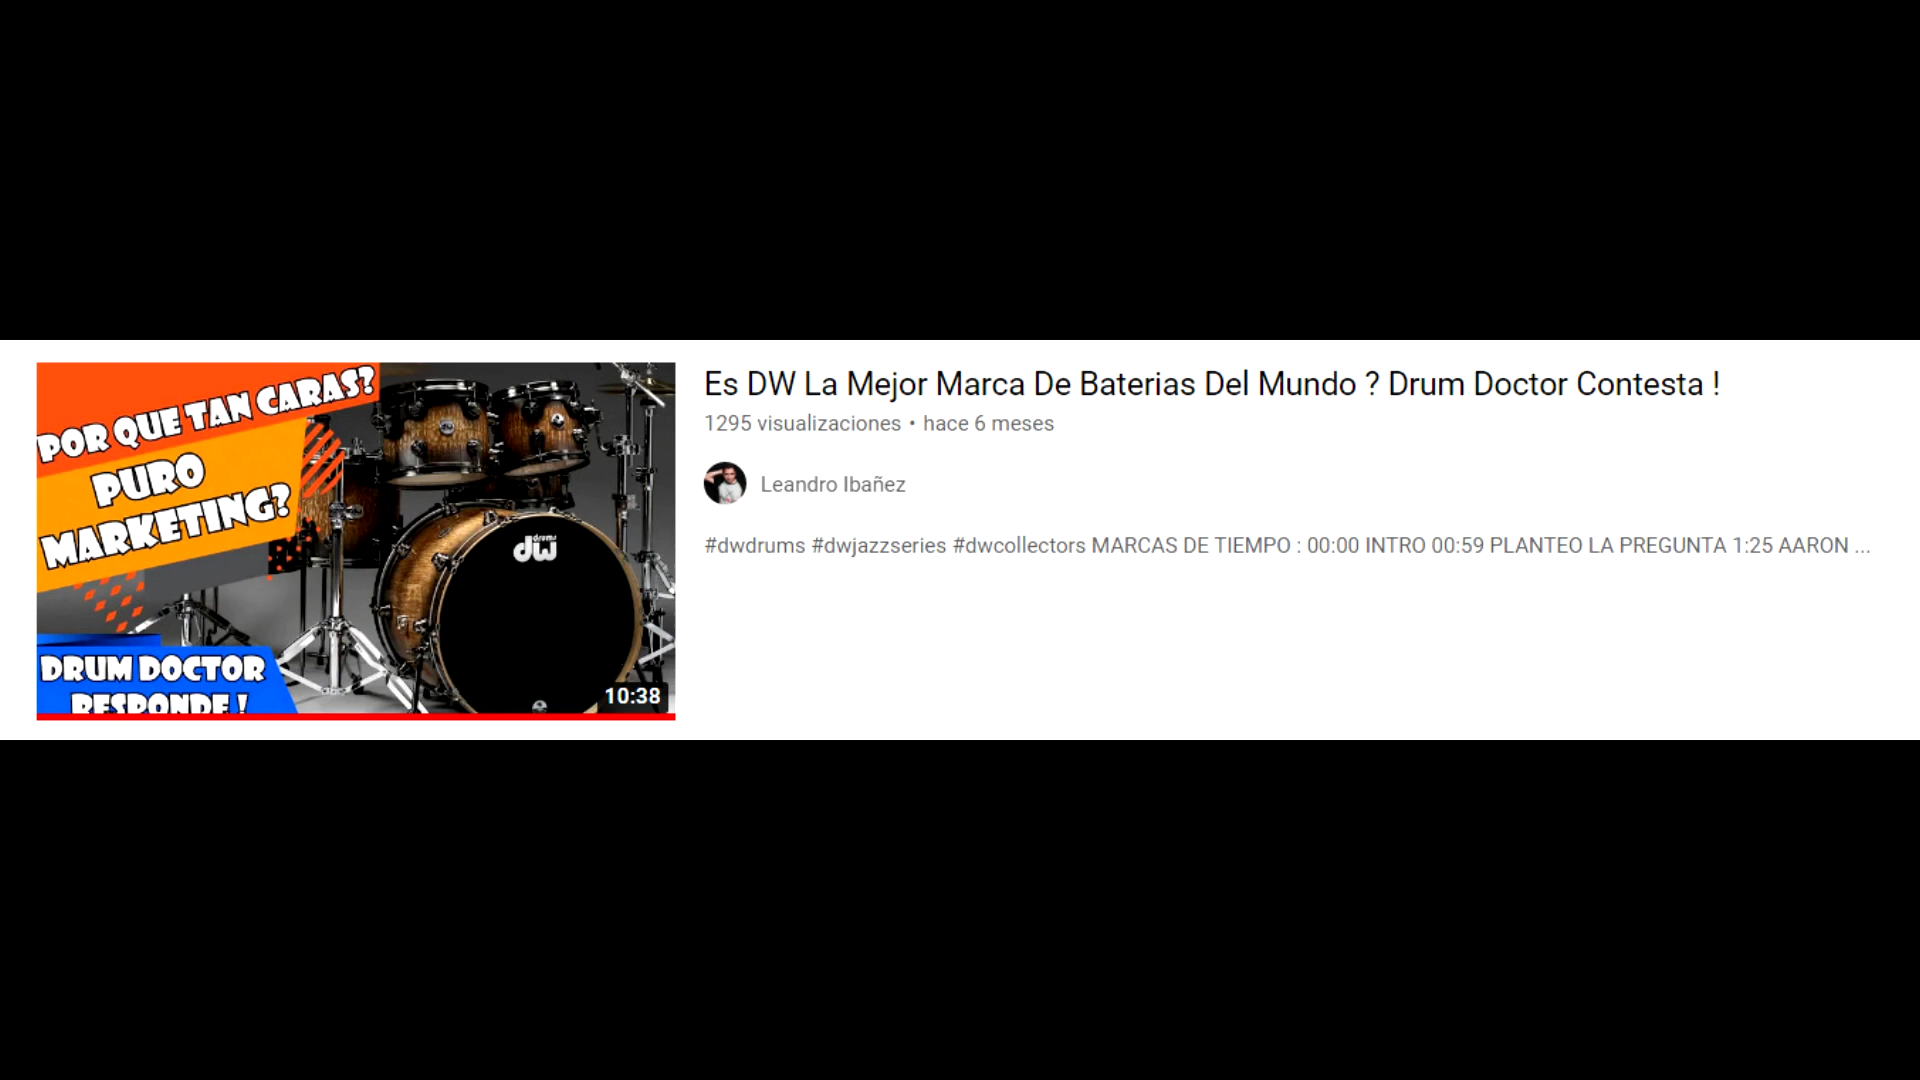 POR QUE TAN CARAS?
PURO
MARKETING?
drums
dw
DRUM DOCTOR
RESPONDE !
10:38
Es DW La Mejor Marca De Baterias Del Mundo ? Drum Doctor Contesta !
1295 visualizaciones • hace 6 meses
Leandro Ibañez
#dwdrums #dwjazzseries #dwcollectors MARCAS DE TIEMPO : 00:00 INTRO 00:59 PLANTEO LA PREGUNTA 1:25 AARON ...